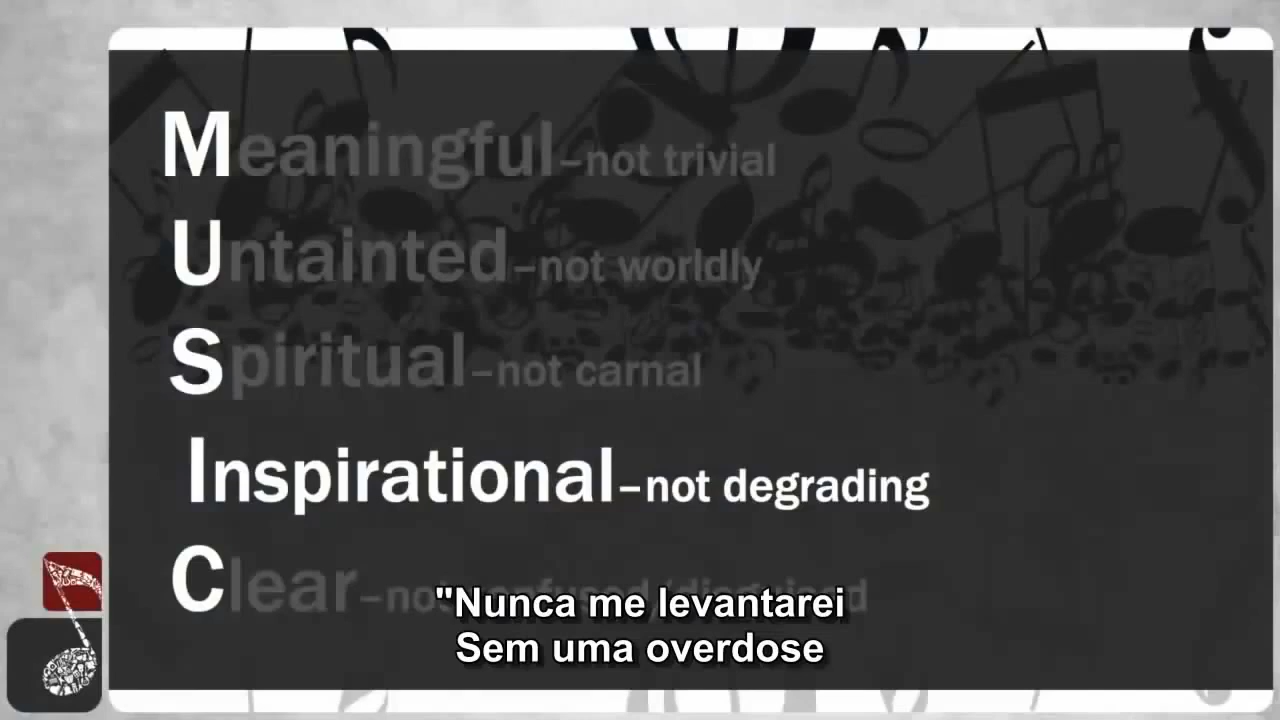 Meaningful–not trivial
Untainted–not worldly
Spiritual–not carnal
Inspirational–not degrading
Clear–not
"Nunca me levantarei
Sem uma overdose